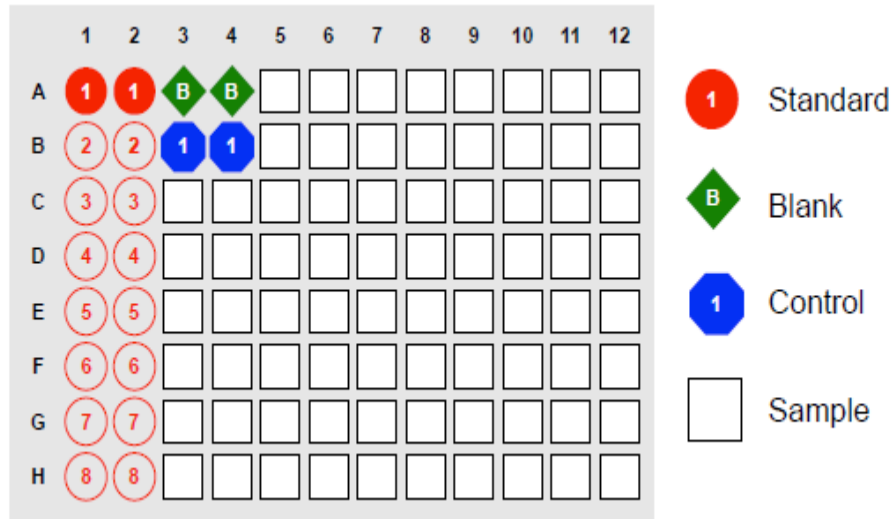 1 2 3 4 5 6 7 8 9 10 11 12
A 1 1 B B
B 2 2 1 1
C 3 3
D 4 4
E 5 5
F 6 6
G 7 7
H 8 8
1 Standard
B Blank
1 Control
Sample